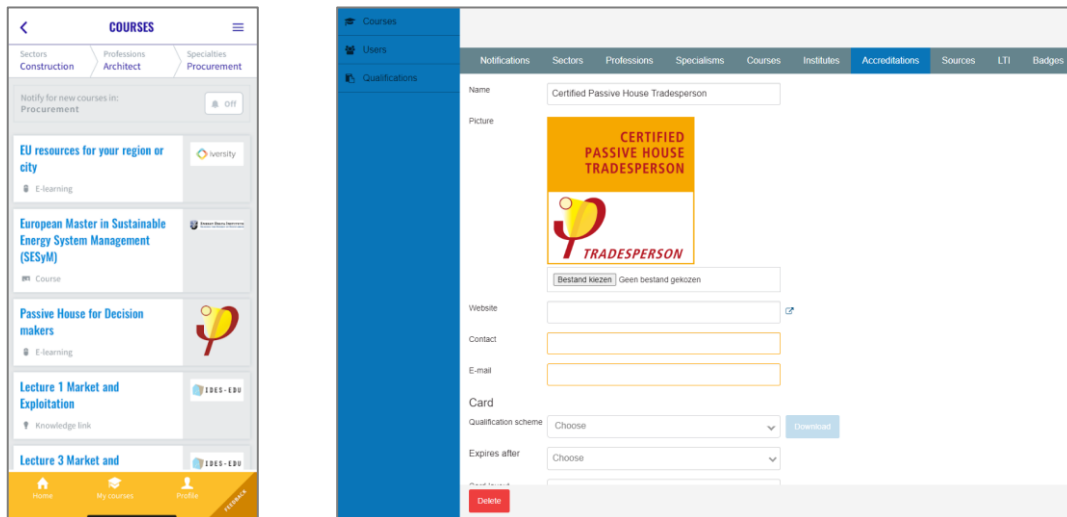 COURSES
Sectors Professions Specialties
Construction Architect Procurement
Notify for new courses in:
Procurement
Off
EU resources for your region or
city
iversity
E-learning
European Master in Sustainable
Energy System Management
(SESyM)
Course
Passive House for Decision
makers
E-learning
Lecture 1 Market and
Exploitation
IDES-EDU
Knowledge link
Lecture 3 Market and
IDES-EDU
Home My courses Profile
FEEDBACK
Courses
Users
Qualifications
Notifications Sectors Professions Specialisms Courses Institutes Accreditations Sources LTI Badges
Name Certified Passive House Tradesperson
Picture
CERTIFIED
PASSIVE HOUSE
TRADESPERSON
TRADESPERSON
Bestand kiezen Geen bestand gekozen
Website
Contact
E-mail
Card
Qualification scheme Choose Download
Expires after Choose
Card layout
Delete